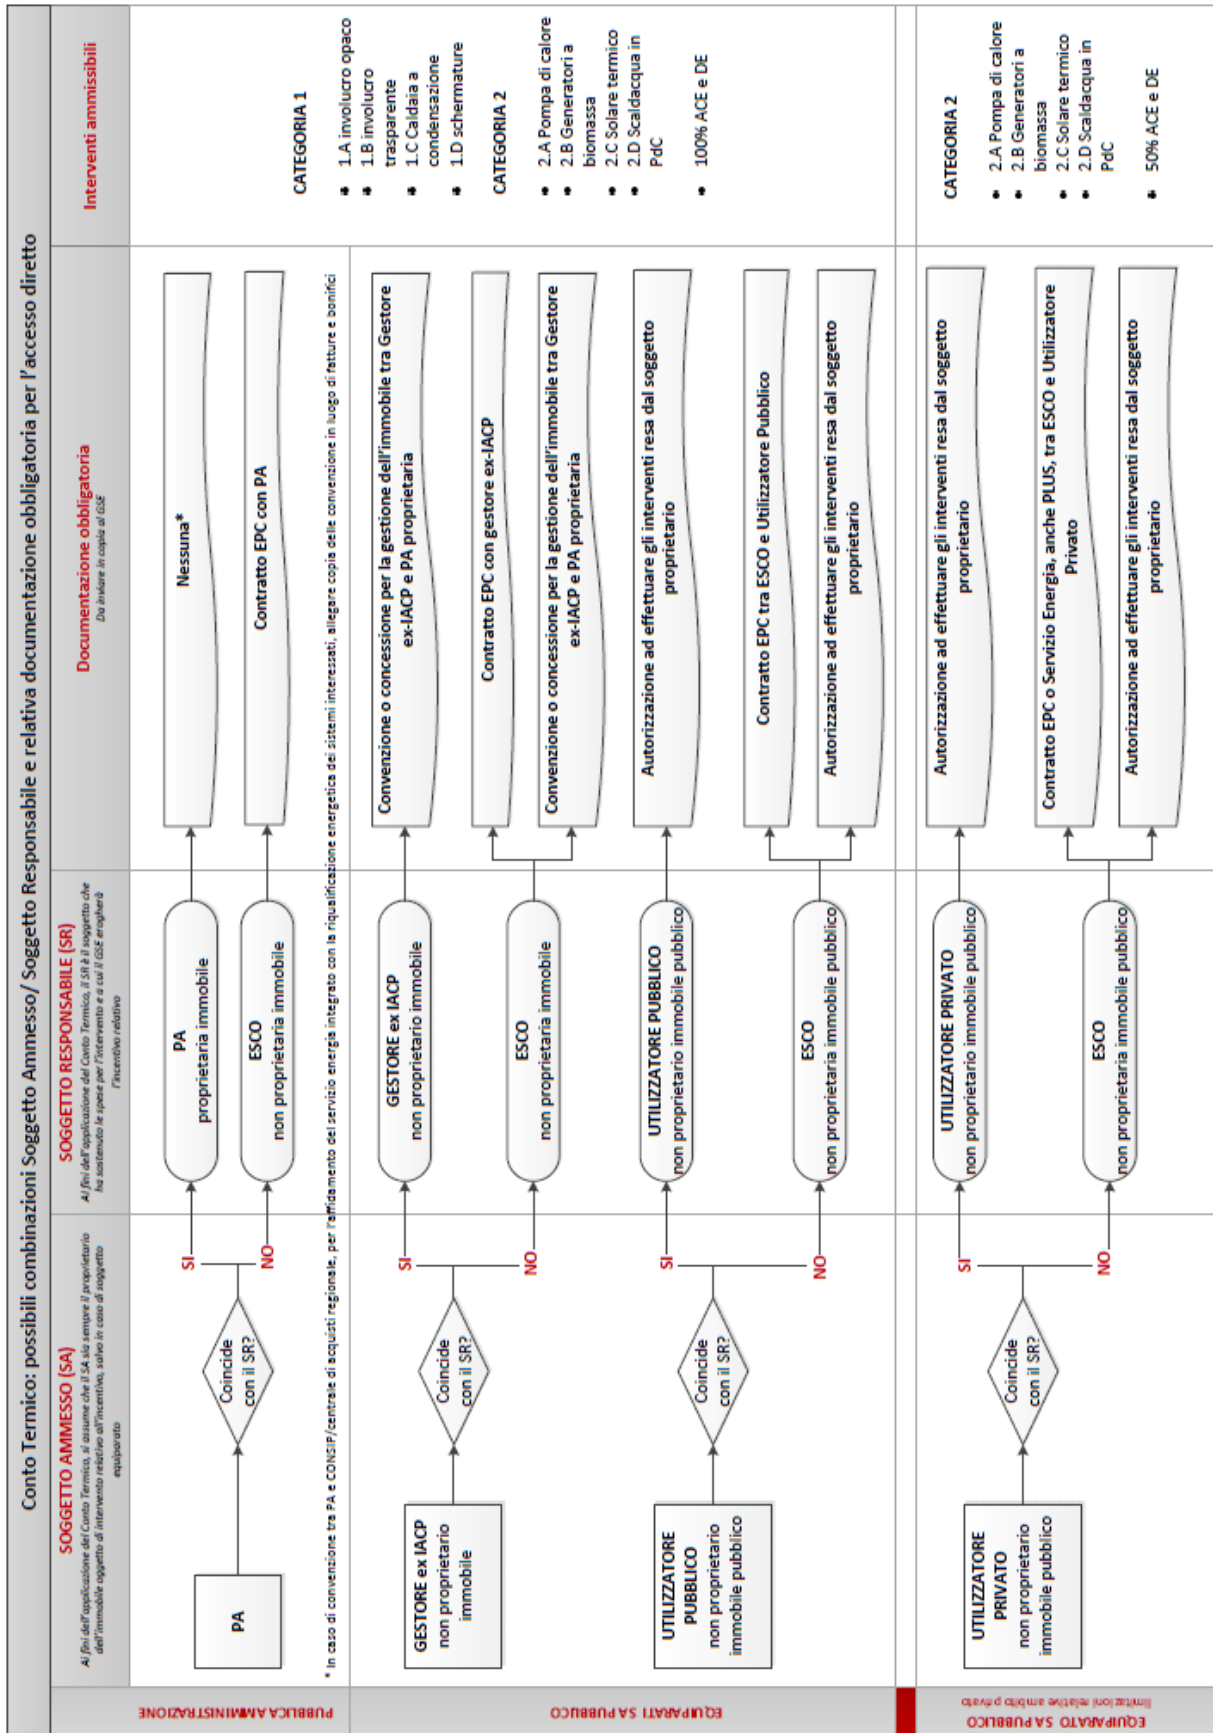 Conto Termico: possibili combinazioni Soggetto Ammesso/ Soggetto Responsabile e relativa documentazione obbligatoria per l'accesso diretto
SOGGETTO AMMESSO (SA)
Ai fini dell'applicazione del Conto Termico, si assume che il SA sia sempre il proprietario
dell'immobile oggetto di intervento relativo all'incentivo, salvo in caso di soggetto
equiparato
SOGGETTO RESPONSABILE (SR)
Ai fini dell'applicazione del Conto Termico, il SR è il soggetto che
ha sostenuto le spese per l'intervento e a cui il GSE erogherà
l'incentivo relativo
Documentazione obbligatoria
Da inviare in copia al GSE
Interventi ammissibili
PUBBLICA AMMINISTRAZIONE
PA
Coincide
con il SR?
SI
NO
PA
proprietaria immobile
ESCO
non proprietaria immobile
Nessuna*
Contratto EPC con PA
* In caso di convenzione tra PA e CONSIP/centrale di acquisti regionale, per l'affidamento del servizio energia integrato con la riqualificazione energetica dei sistemi interessati, allegare copia delle convenzione in luogo di fatture e bonifici
EQUIPARATI SA PUBBLICO
GESTORE ex IACP
non proprietario
immobile
Coincide
con il SR?
SI
NO
GESTORE ex IACP
non proprietario immobile
ESCO
non proprietaria immobile
Convenzione o concessione per la gestione dell'immobile tra Gestore
ex-IACP e PA proprietaria
Contratto EPC con gestore ex-IACP
Convenzione o concessione per la gestione dell'immobile tra Gestore
ex-IACP e PA proprietaria
UTILIZZATORE
PUBBLICO
non proprietario
immobile pubblico
Coincide
con il SR?
SI
NO
UTILIZZATORE PUBBLICO
non proprietario immobile pubblico
ESCO
non proprietaria immobile pubblico
Autorizzazione ad effettuare gli interventi resa dal soggetto
proprietario
Contratto EPC tra ESCO e Utilizzatore Pubblico
Autorizzazione ad effettuare gli interventi resa dal soggetto
proprietario
CATEGORIA 1
• 1.A involucro opaco
• 1.B involucro
trasparente
• 1.C Caldaia a
condensazione
• 1.D schermature
CATEGORIA 2
• 2.A Pompa di calore
• 2.B Generatori a
biomassa
• 2.C Solare termico
• 2.D Scaldacqua in
PdC
• 100% ACE e DE
EQUIPARATO SA PUBBLICO
limitazioni relative ambito privato
UTILIZZATORE
PRIVATO
non proprietario
immobile pubblico
Coincide
con il SR?
SI
NO
UTILIZZATORE PRIVATO
non proprietario immobile pubblico
ESCO
non proprietaria immobile pubblico
Autorizzazione ad effettuare gli interventi resa dal soggetto
proprietario
Contratto EPC o Servizio Energia, anche PLUS, tra ESCO e Utilizzatore
Privato
Autorizzazione ad effettuare gli interventi resa dal soggetto
proprietario
CATEGORIA 2
• 2.A Pompa di calore
• 2.B Generatori a
biomassa
• 2.C Solare termico
• 2.D Scaldacqua in
PdC
• 50% ACE e DE